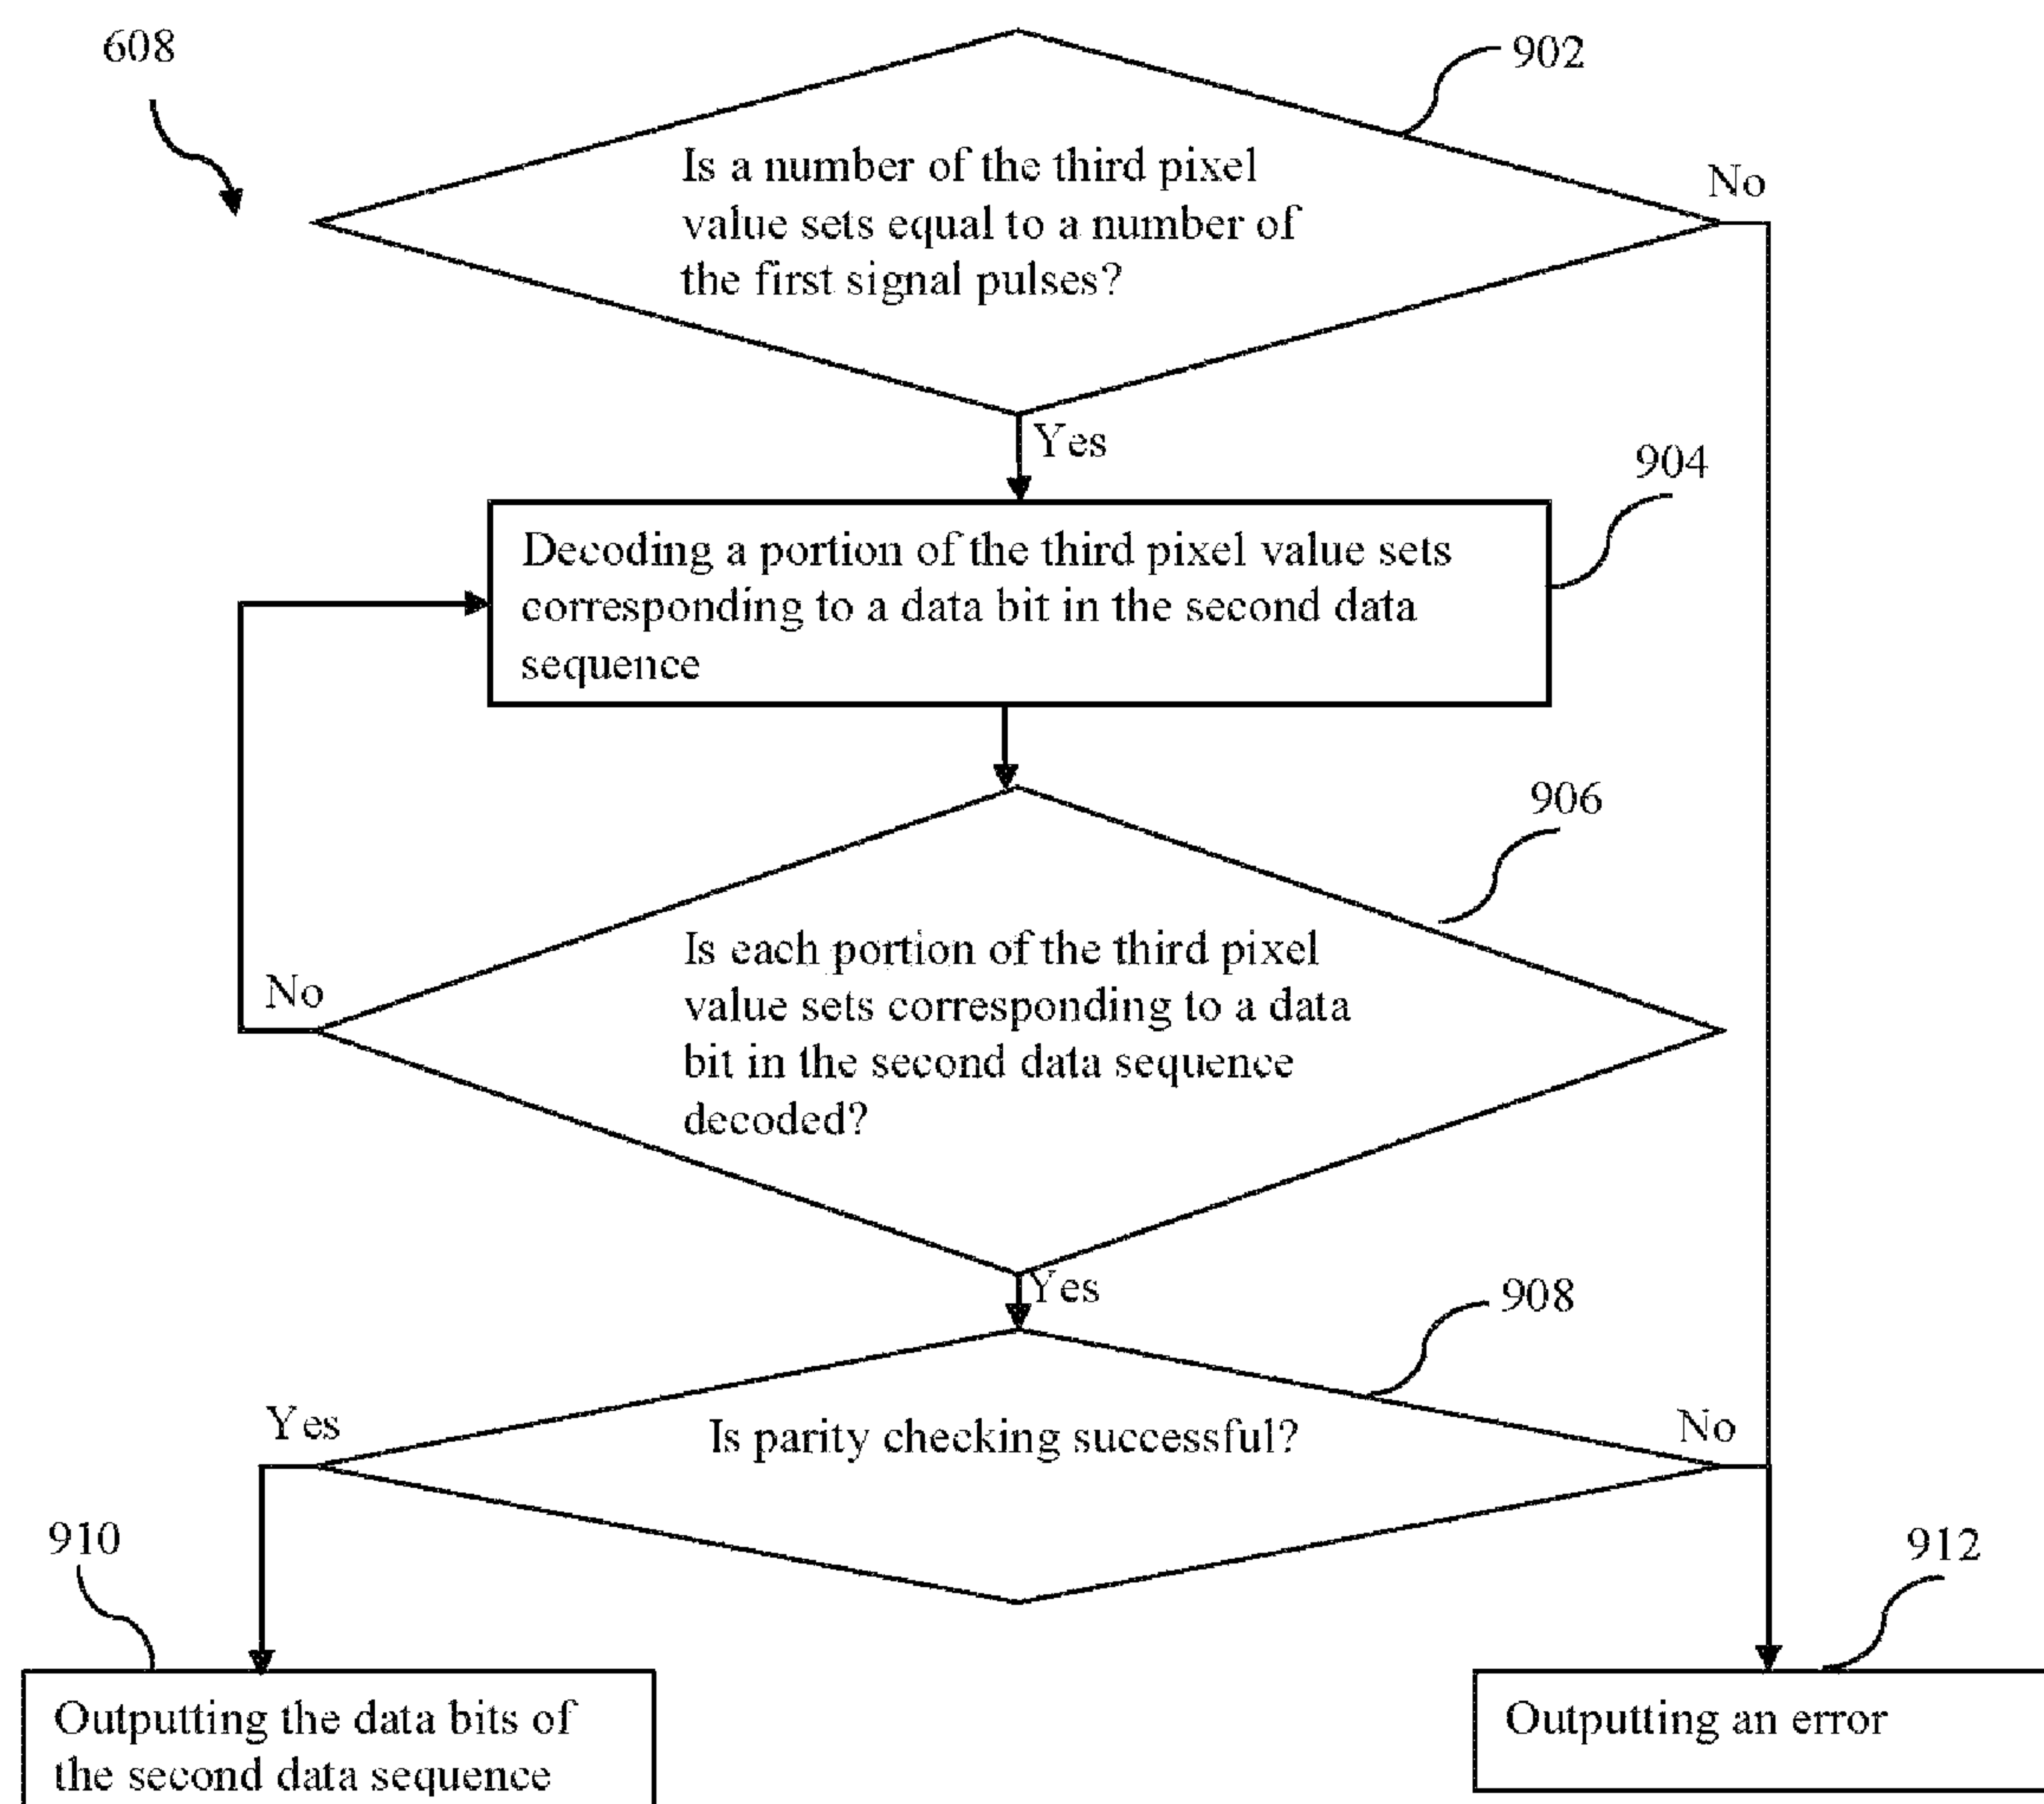 608
902
Is a number of the third pixel
value sets equal to a number of
the first signal pulses?
No
Yes
904
Decoding a portion of the third pixel value sets
corresponding to a data bit in the second data
sequence
906
Is each portion of the third pixel
value sets corresponding to a data
bit in the second data sequence
decoded?
No
Yes
908
Is parity checking successful?
Yes
No
910
912
Outputting the data bits of
the second data sequence
Outputting an error